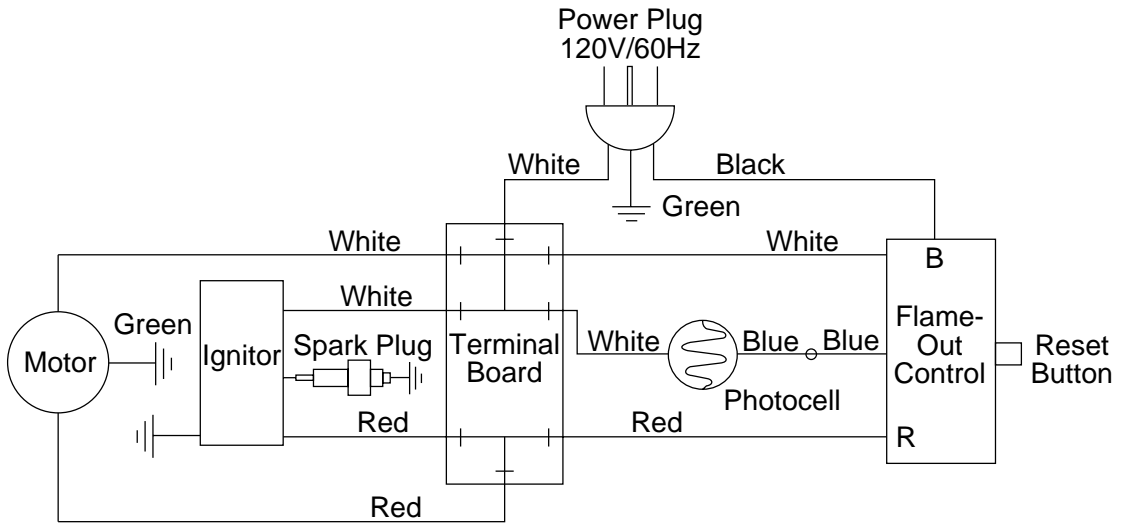 Power Plug
120V/60Hz
White
Black
Green
White
White
B
White
Green
Ignitor
Spark Plug
Terminal
Board
White
Blue
Blue
Flame-
Out
Control
Reset
Button
Motor
Photocell
Red
Red
R
Red